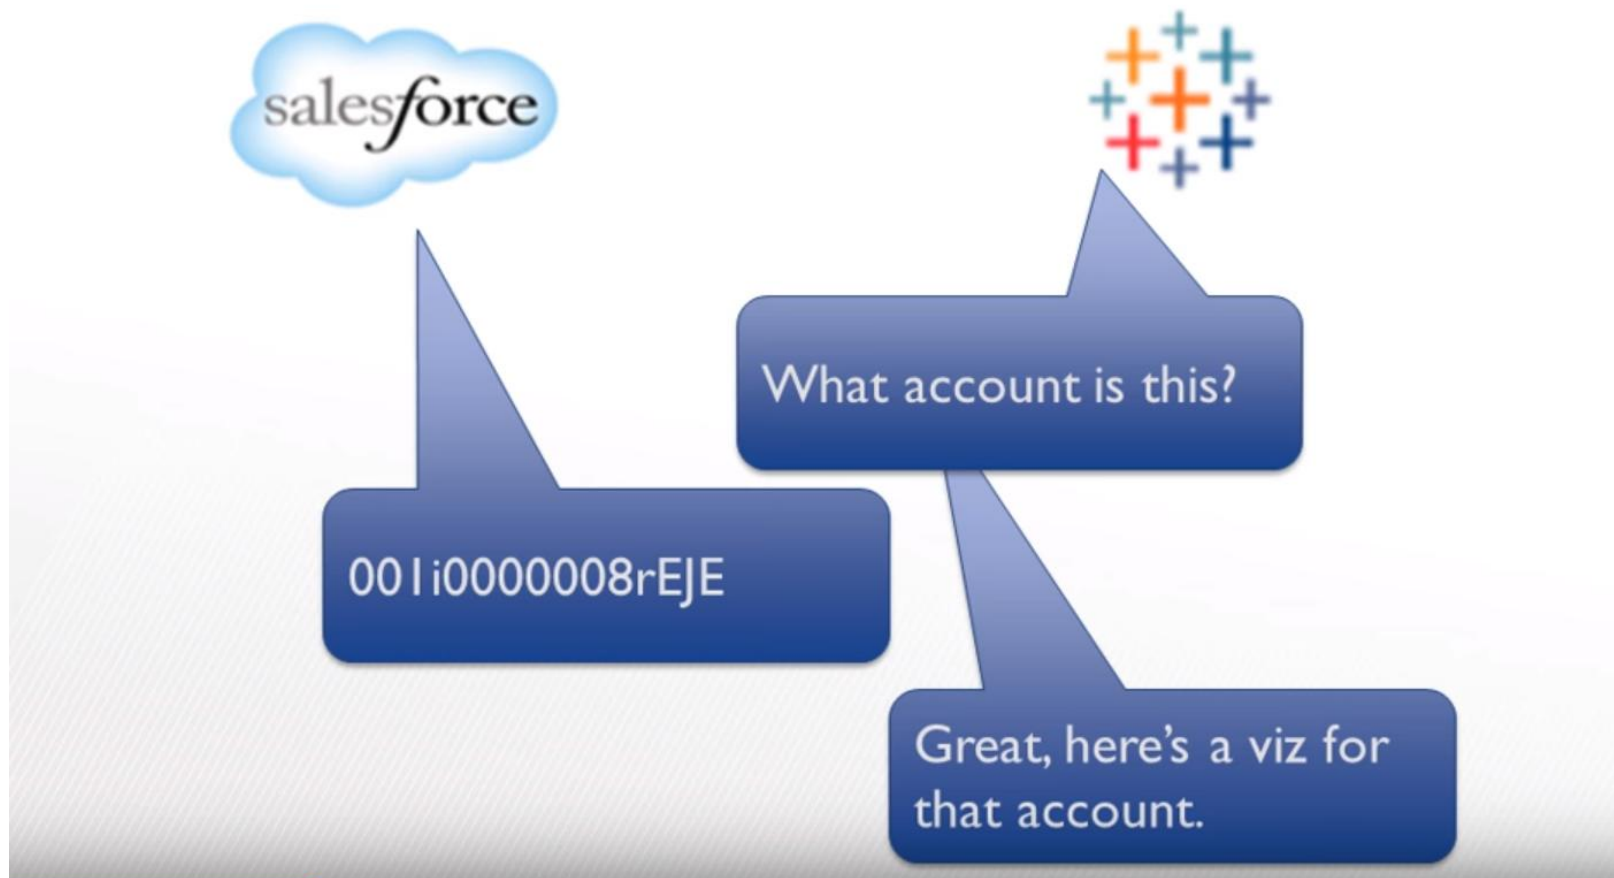 salesforce
What account is this?
001i0000008rEJE
Great, here's a viz for
that account.